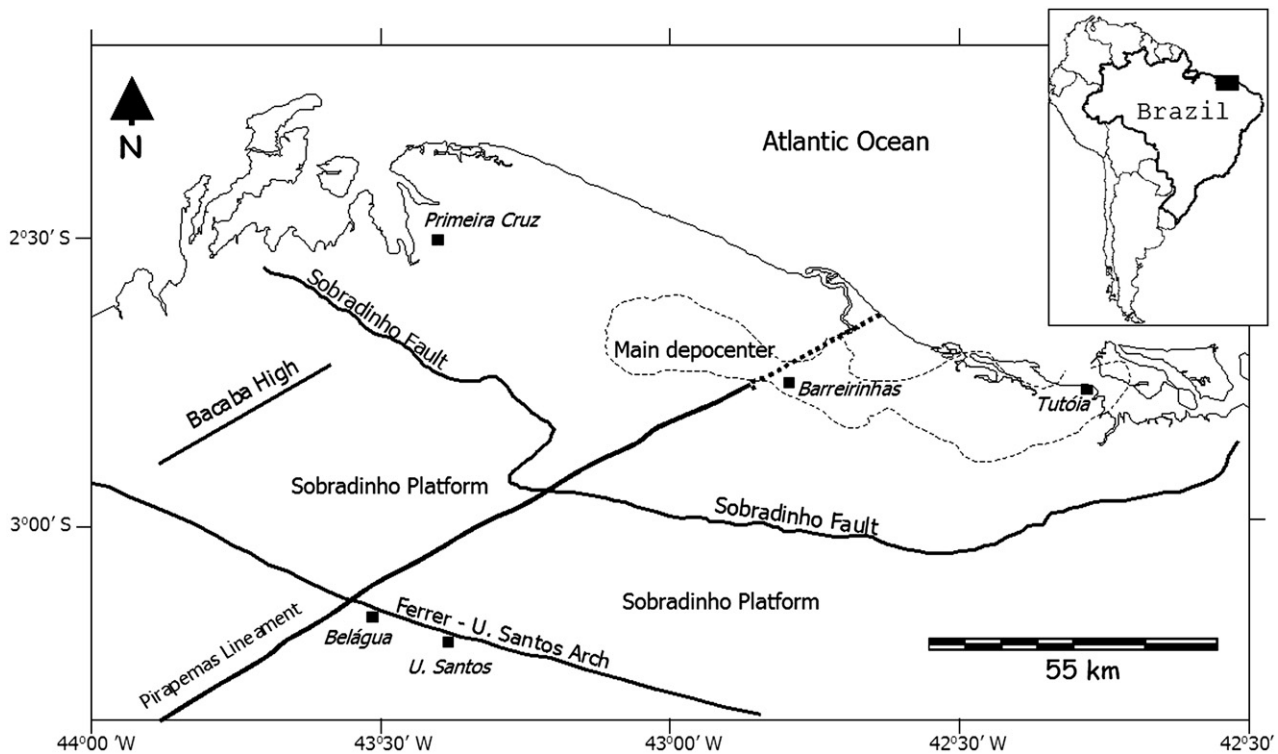 Brazil
N
Atlantic Ocean
Primeira Cruz
2°30' S
Sobradinho Fault
Main depocenter
Bacaba High
Barreirinhas
Tutóia
Sobradinho Platform
Sobradinho Fault
3°00' S
Sobradinho Platform
Ferrer - U. Santos Arch
Pirapemas Lineament
Belágua
U. Santos
55 km
44°00' W
43°30' W
43°00' W
42°30' W
42°30'